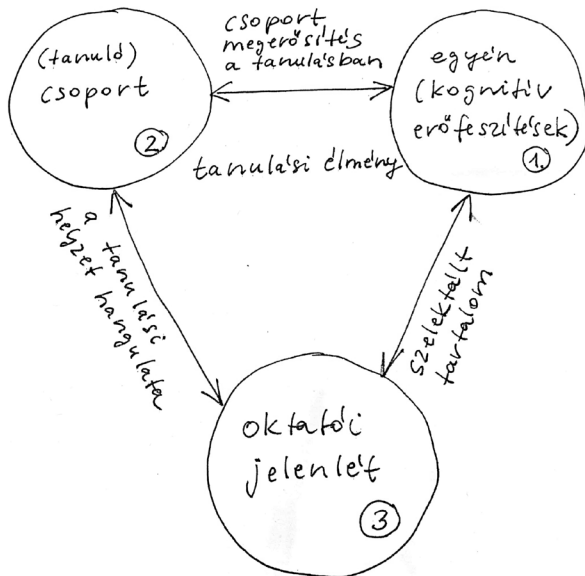 (tanuló)
csoport
②
csoport
megerősítés
a tanulásban
egyén
(kognitív
erőfeszítések)
①.
tanulási élmény
a tanulási
helyzet hangulata
szelektált
tartalom
oktatói
jelenlét
③